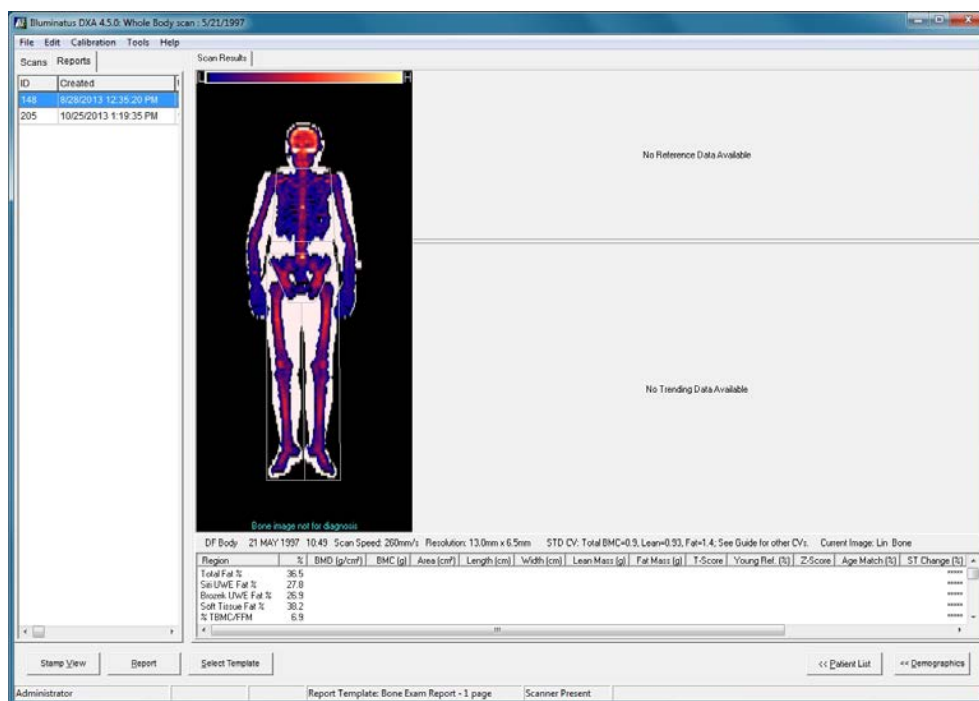 Illuminatus DXA 4.5.0: Whole Body scan : 5/21/1997
File Edit Calibration Tools Help
Scans Reports
Scan Results
ID Created
148 8/28/2013 12:35:20 PM
205 10/25/2013 1:19:35 PM
L H
No Reference Data Available
No Trending Data Available
Bone image not for diagnosis
DF Body 21 MAY 1997 10:49 Scan Speed: 260mm/s Resolution: 13.0mm x 6.5mm STD CV: Total BMC=0.9, Lean=0.93, Fat=1.4; See Guide for other CVs. Current Image: Lin Bone
Region % BMD (g/cm²) BMC (g) Area (cm²) Length (cm) Width (cm) Lean Mass (g) Fat Mass (g) T-Score Young Ref. (%) Z-Score Age Match (%) ST Change (%)
Total Fat % 36.5 *****
Siri UWE Fat % 27.8 *****
Brozek UWE Fat % 26.9 *****
Soft Tissue Fat % 38.2 *****
% TBMC/FFM 6.9 *****
Stamp View Report Select Template << Patient List << Demographics
Administrator Report Template: Bone Exam Report - 1 page Scanner Present